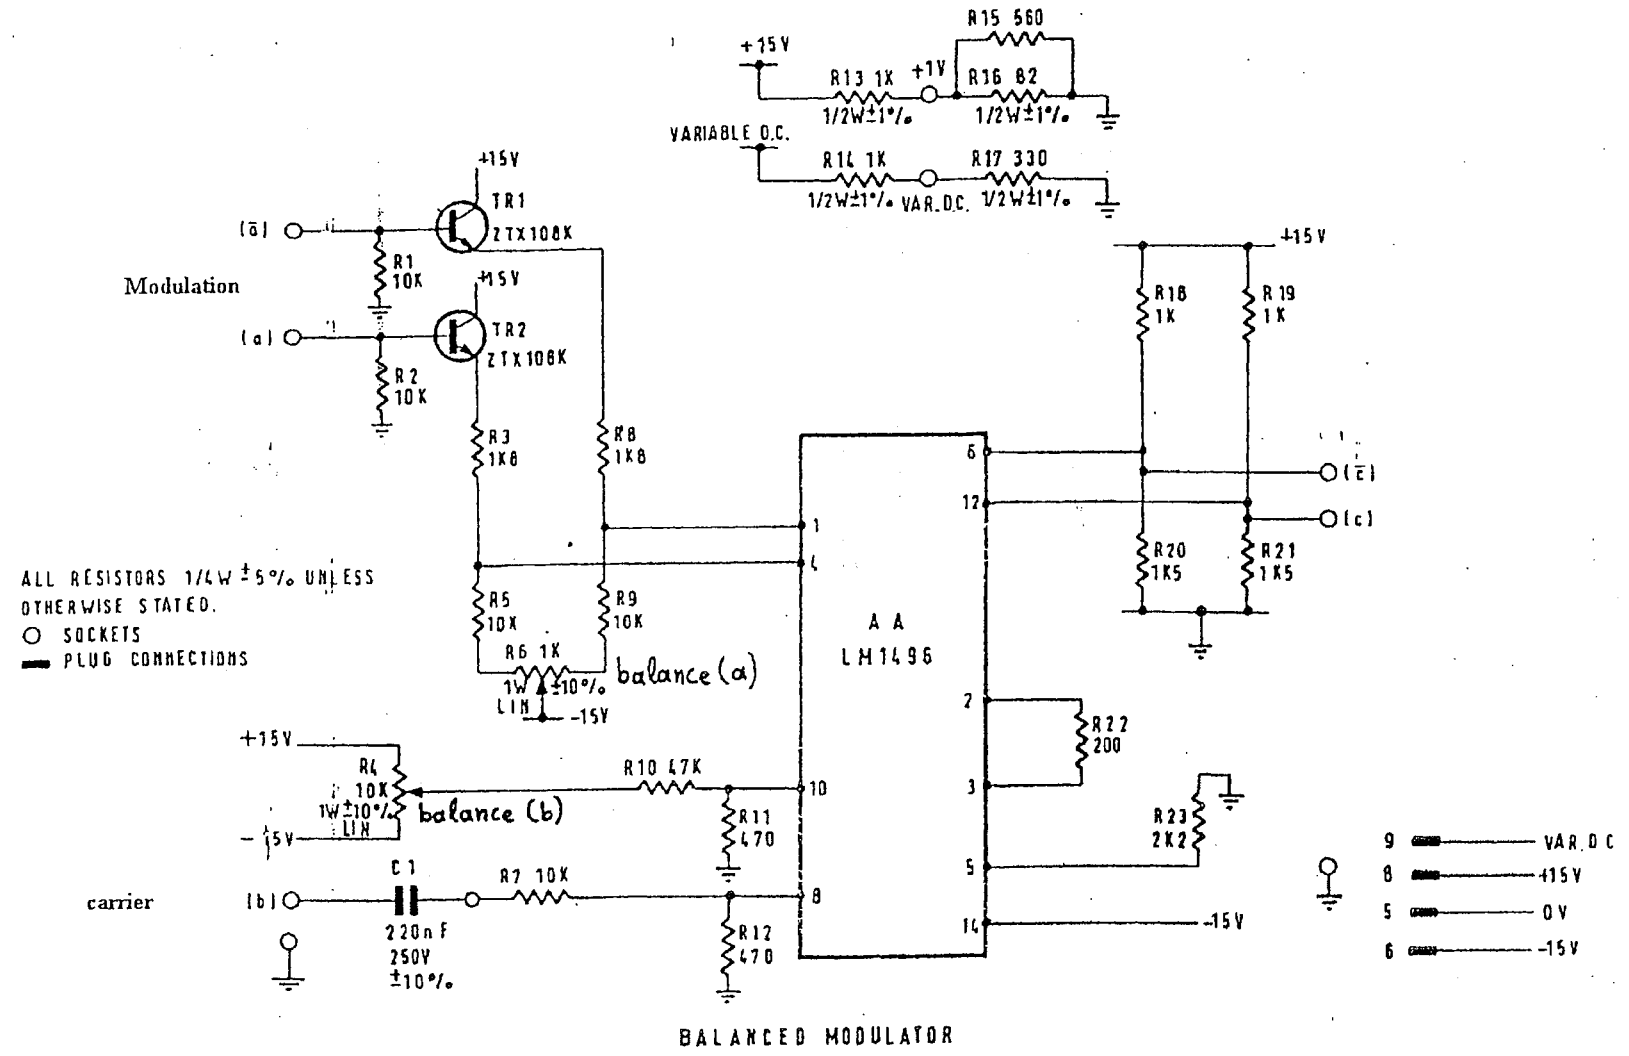 R15 560
+15V
R13 1K
+1V
R16 82
1/2W±1%
1/2W±1%
VARIABLE D.C.
R14 1K
R17 330
1/2W±1%
VAR.D.C.
1/2W±1%
+15V
TR1
ZTX108K
(a̅)
R1
10K
Modulation
+15V
TR2
ZTX108K
(a)
R2
10K
+15V
R18
1K
R19
1K
R3
1K8
R8
1K8
6
(c̅)
12
(c)
1
4
R20
1K5
R21
1K5
ALL RESISTORS 1/4W ±5% UNLESS
OTHERWISE STATED.
SOCKETS
PLUG CONNECTIONS
R5
10K
R9
10K
A A
LM1496
R6 1K
1W ±10%
LIN
balance (a)
-15V
2
R22
200
3
+15V
R4
10K
1W ±10%
LIN
-15V
balance (b)
R10 47K
10
R11
470
R23
2K2
5
C1
220nF
250V
±10%
carrier
(b)
R7 10K
8
R12
470
14
-15V
9 VAR.DC
8 +15V
5 0V
6 -15V
BALANCED MODULATOR